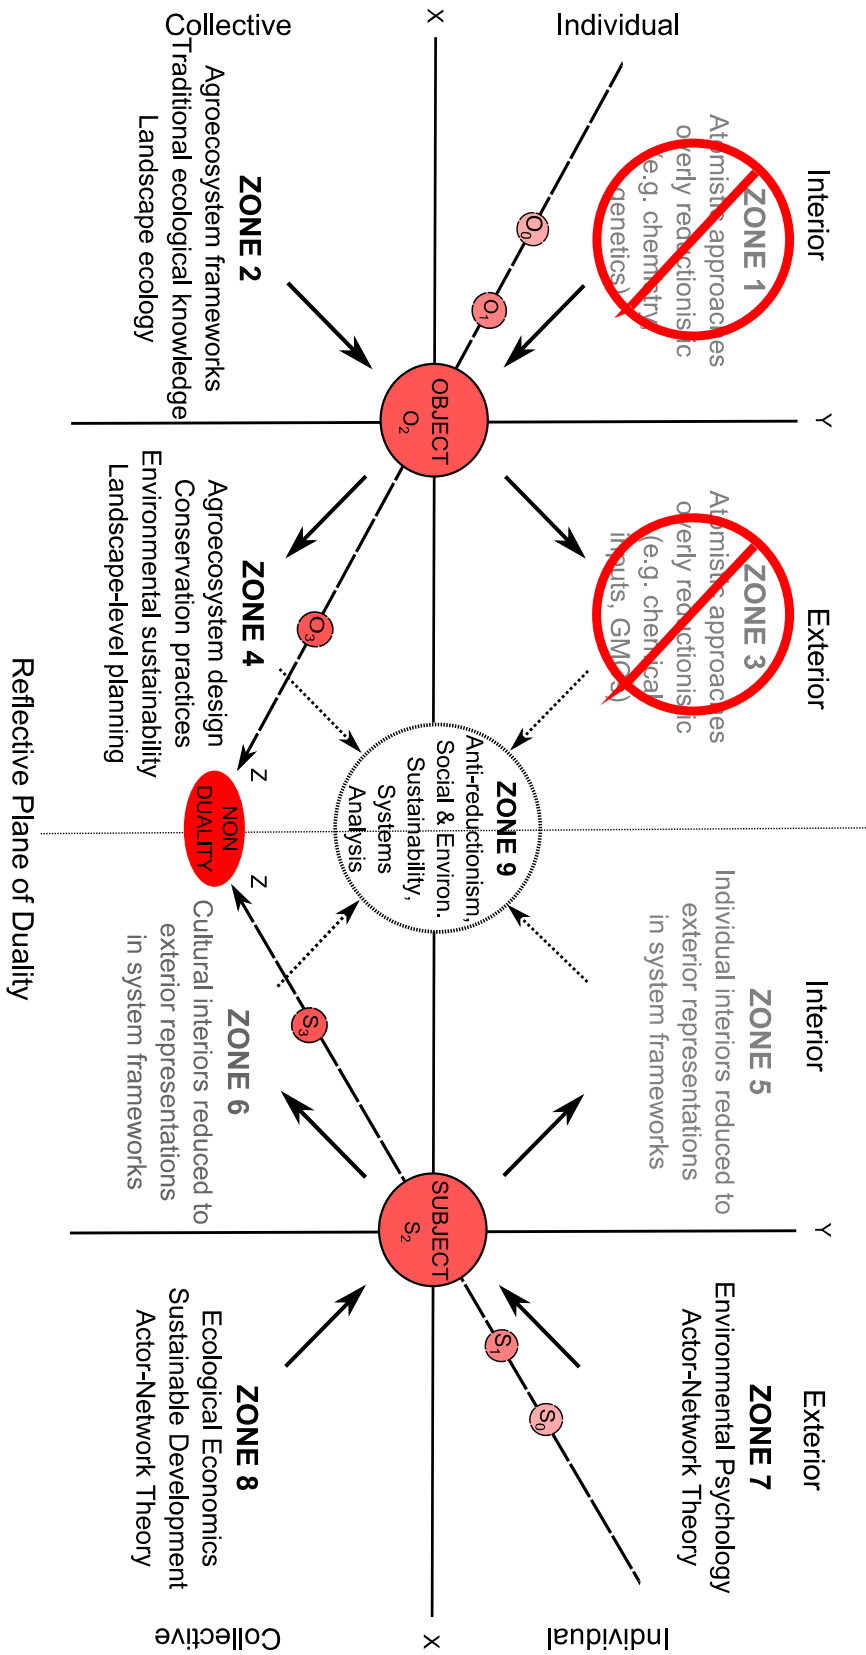 Interior
Exterior
Interior
Exterior
Individual
Collective
X
Y
ZONE 1
Atomistic approaches
overly reductionistic
(e.g. chemistry,
genetics)
ZONE 3
Atomistic approaches
overly reductionistic
(e.g. chemical
inputs, GMOs)
ZONE 5
Individual interiors reduced to
exterior representations
in system frameworks
Y
ZONE 7
Environmental Psychology
Actor-Network Theory
O₀
O₁
OBJECT
O₂
O₃
ZONE 9
Anti-reductionism,
Social & Environ.
Sustainability,
Systems
Analysis
SUBJECT
S₂
S₁
S₀
S₃
ZONE 2
Agroecosystem frameworks
Traditional ecological knowledge
Landscape ecology
ZONE 4
Agroecosystem design
Conservation practices
Environmental sustainability
Landscape-level planning
Z
Z
NON
DUALITY
ZONE 6
Cultural interiors reduced to
exterior representations
in system frameworks
ZONE 8
Ecological Economics
Sustainable Development
Actor-Network Theory
Individual
X
Collective
Reflective Plane of Duality